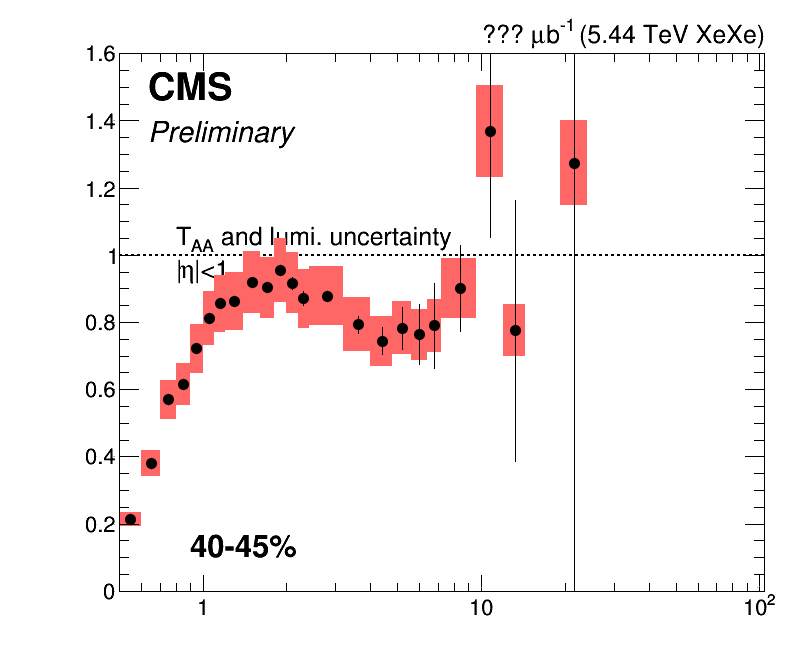 ??? μb⁻¹ (5.44 TeV XeXe)
CMS
Preliminary
T_AA and lumi. uncertainty
|η|<1
40-45%
1.6
1.4
1.2
1
0.8
0.6
0.4
0.2
0
1 10 10²